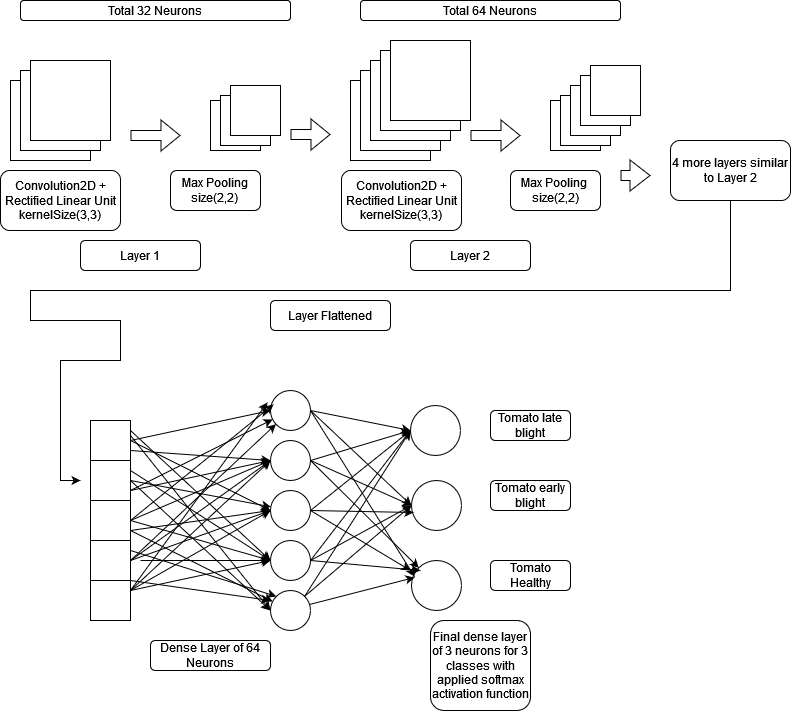 Total 32 Neurons
Total 64 Neurons
Convolution2D +
Rectified Linear Unit
kernelSize(3,3)
Max Pooling
size(2,2)
Convolution2D +
Rectified Linear Unit
kernelSize(3,3)
Max Pooling
size(2,2)
4 more layers similar
to Layer 2
Layer 1
Layer 2
Layer Flattened
Tomato late
blight
Tomato early
blight
Tomato
Healthy
Dense Layer of 64
Neurons
Final dense layer
of 3 neurons for 3
classes with
applied softmax
activation function